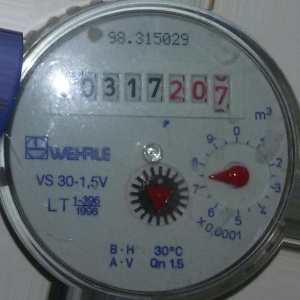 98.315029
0317207
m³
WEHRLE
VS 30-1,5V
LT 1-396
1996
9 0 1
8 2
7 3
6 5 4
X0,0001
B·H 30°C
A·V Qn 1.5